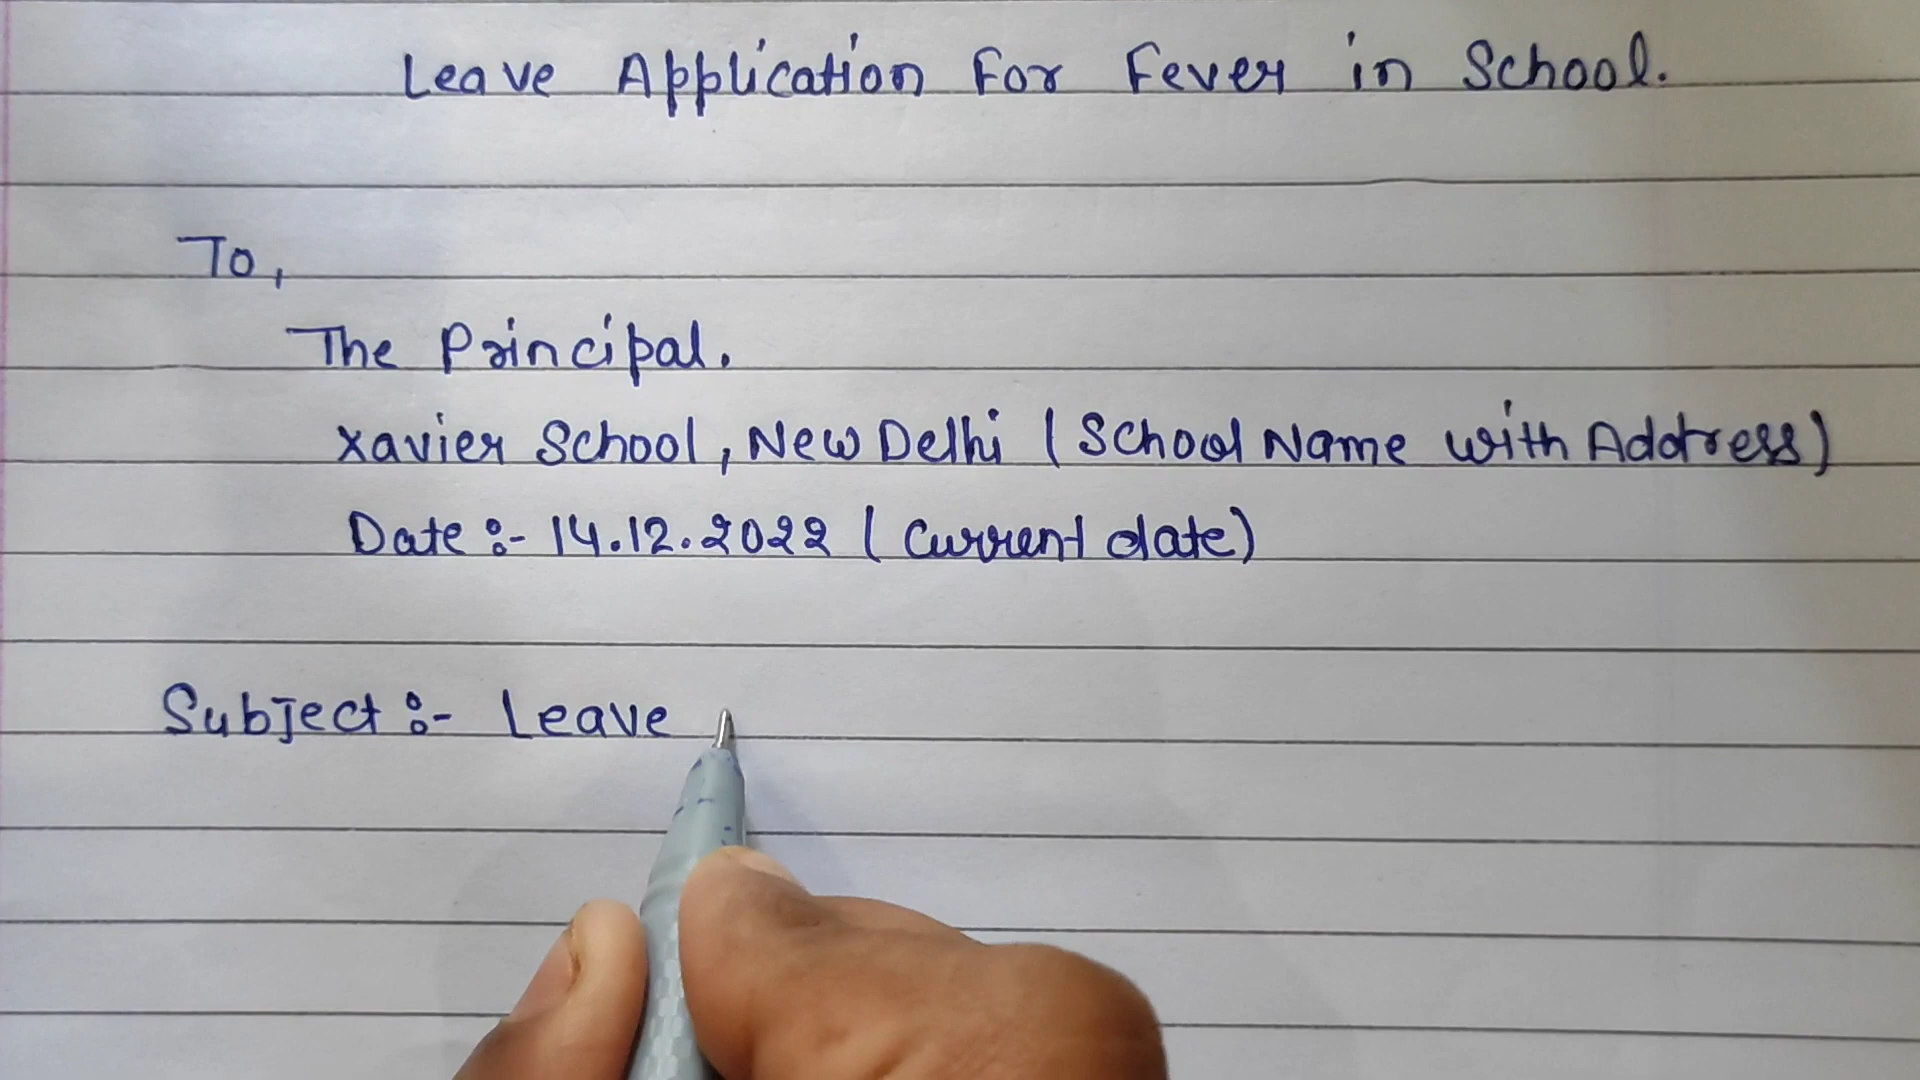 Leave Application For Fever in School.
To,
The Principal.
Xavier School, New Delhi (School Name with Address)
Date :- 14.12.2022 (Current date)
Subject :- Leave